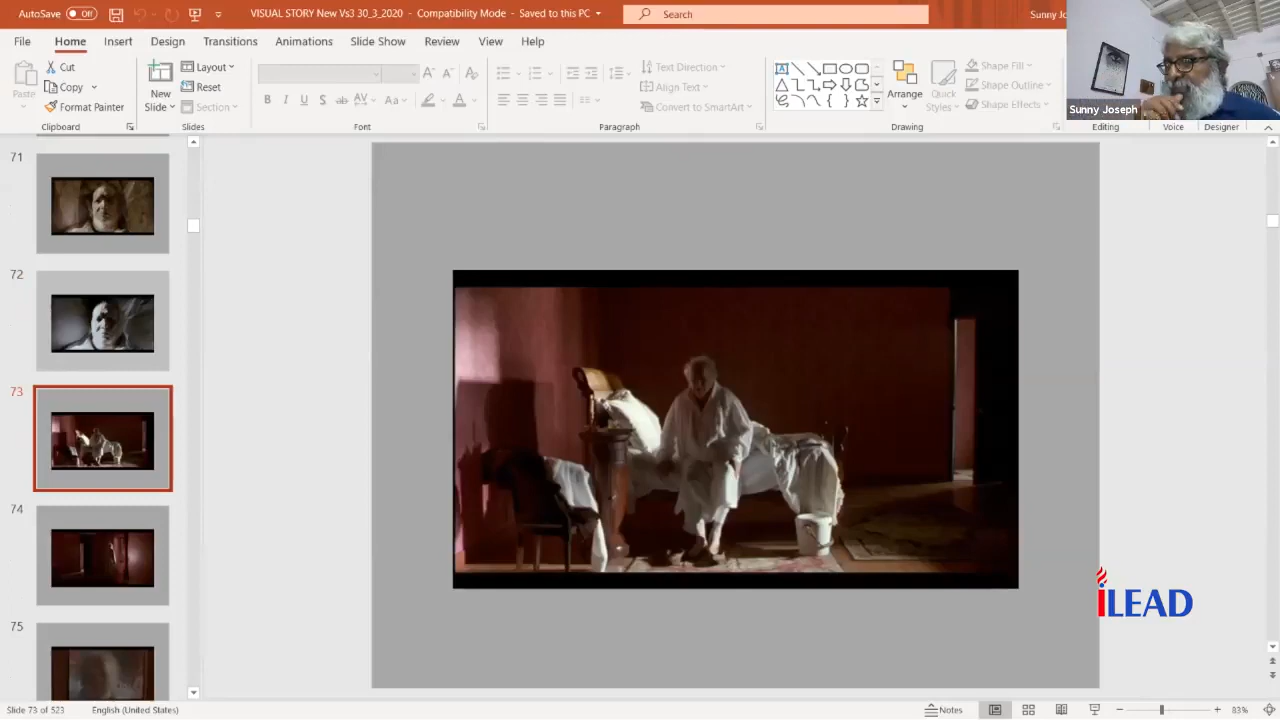 AutoSave Off VISUAL STORY New Vs3 30_3_2020 - Compatibility Mode - Saved to this PC Search Sunny Jo
File Home Insert Design Transitions Animations Slide Show Review View Help
Paste Cut Copy Format Painter Clipboard
New Slide Layout Reset Section Slides
I U S ab AV Aa A Font
Text Direction Align Text Convert to SmartArt Paragraph
Arrange Quick Styles Shape Fill Shape Outline Shape Effects Drawing
Editing Voice Designer
Sunny Joseph
71
72
73
74
75
iLEAD
Slide 73 of 523 English (United States) Notes 83%